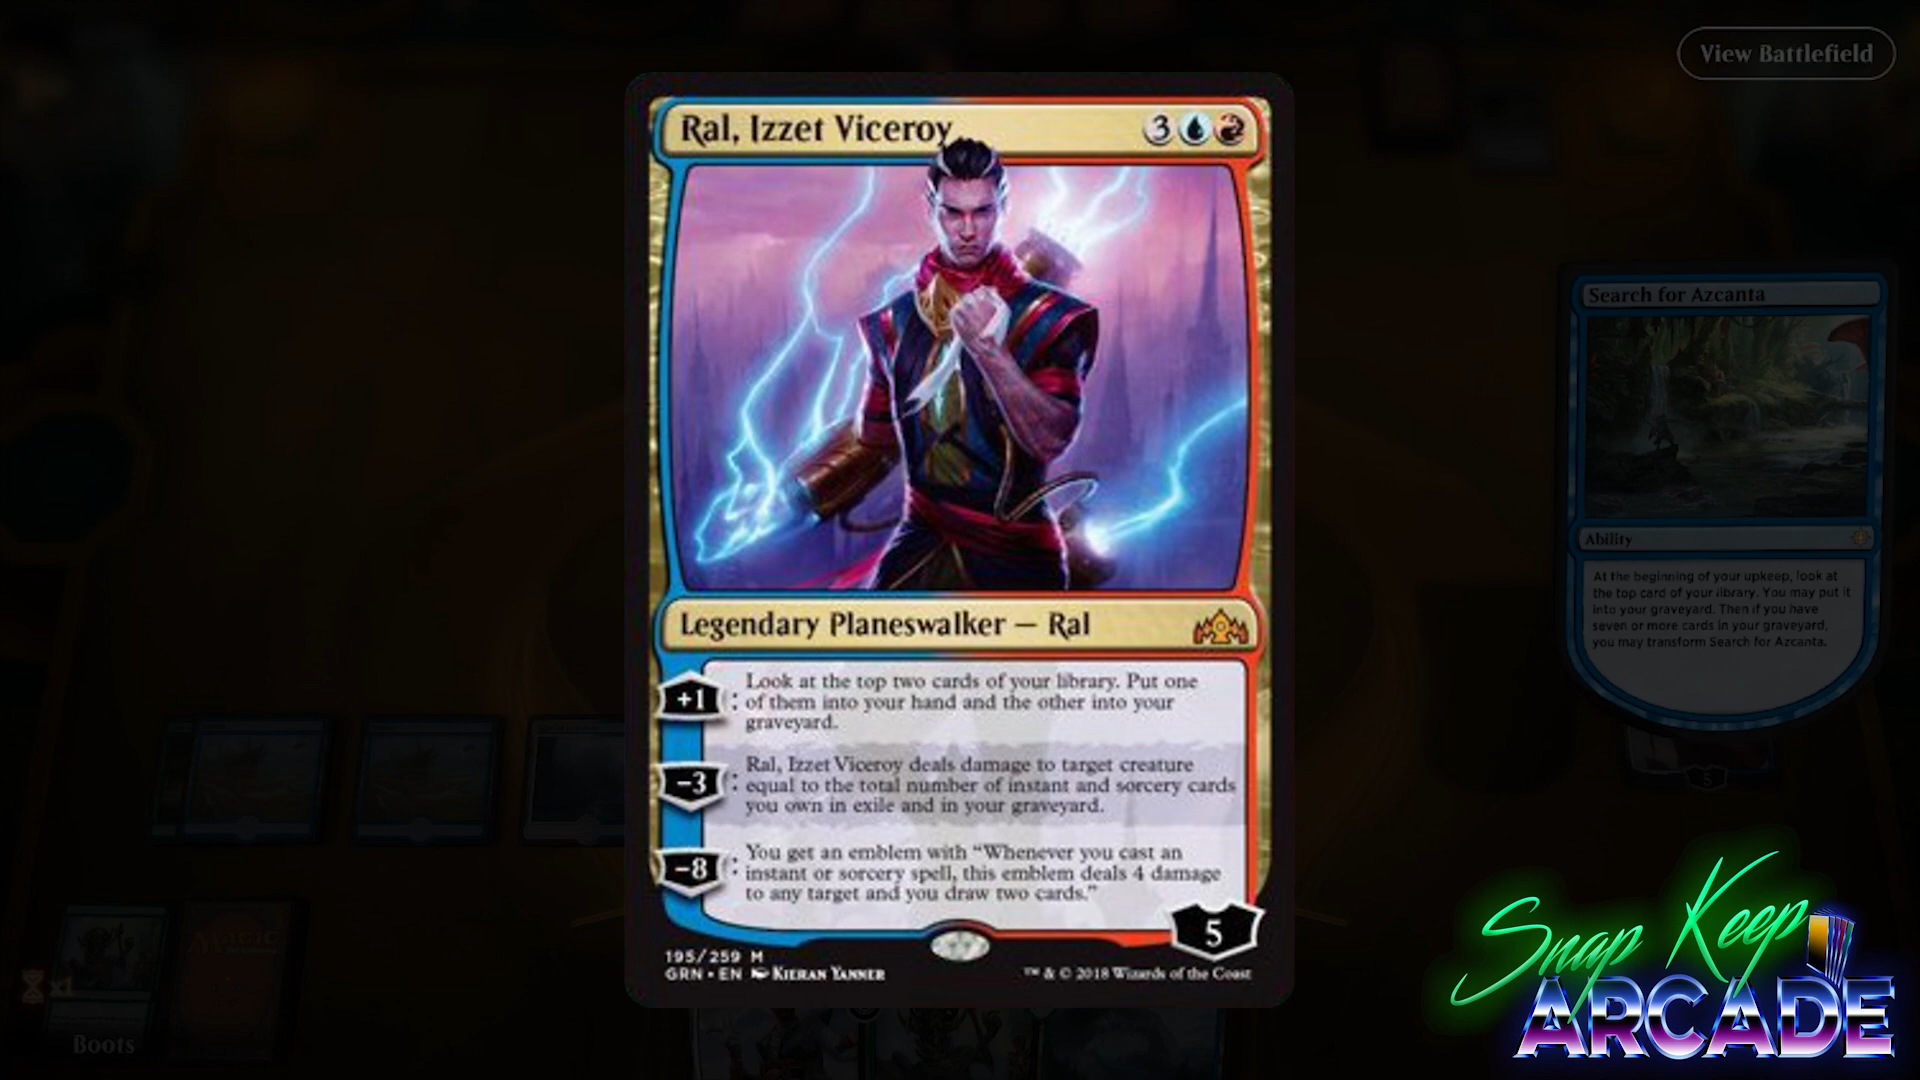 View Battlefield
Ral, Izzet Viceroy
3
Legendary Planeswalker — Ral
+1 : Look at the top two cards of your library. Put one
of them into your hand and the other into your
graveyard.
−3 : Ral, Izzet Viceroy deals damage to target creature
equal to the total number of instant and sorcery cards
you own in exile and in your graveyard.
−8 : You get an emblem with “Whenever you cast an
instant or sorcery spell, this emblem deals 4 damage
to any target and you draw two cards.”
5
195/259 M
GRN • EN Kieran Yanner
™ & © 2018 Wizards of the Coast
Search for Azcanta
Ability
At the beginning of your upkeep, look at
the top card of your library. You may put it
into your graveyard. Then if you have
seven or more cards in your graveyard,
you may transform Search for Azcanta.
5
x1
Boots
Snap Keep
ARCADE